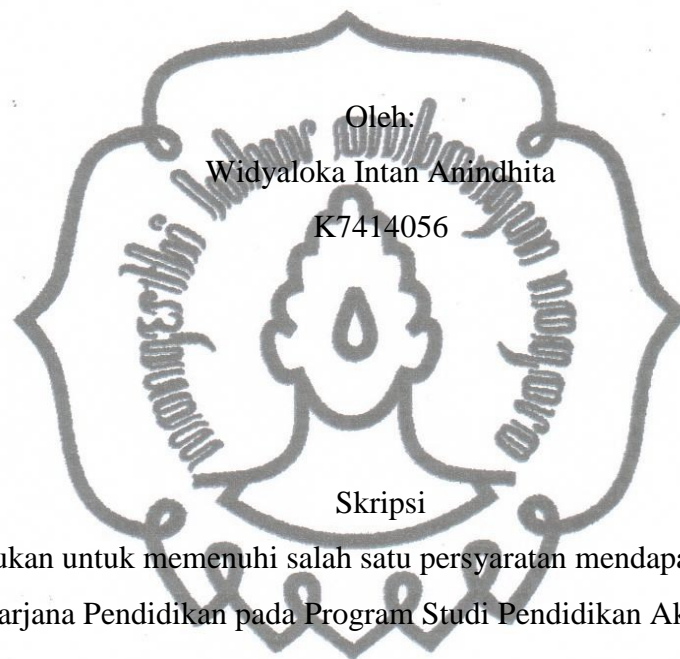 Oleh:
Widyaloka Intan Anindhita
K7414056
Skripsi
ukan untuk memenuhi salah satu persyaratan mendapa
arjana Pendidikan pada Program Studi Pendidikan Ak